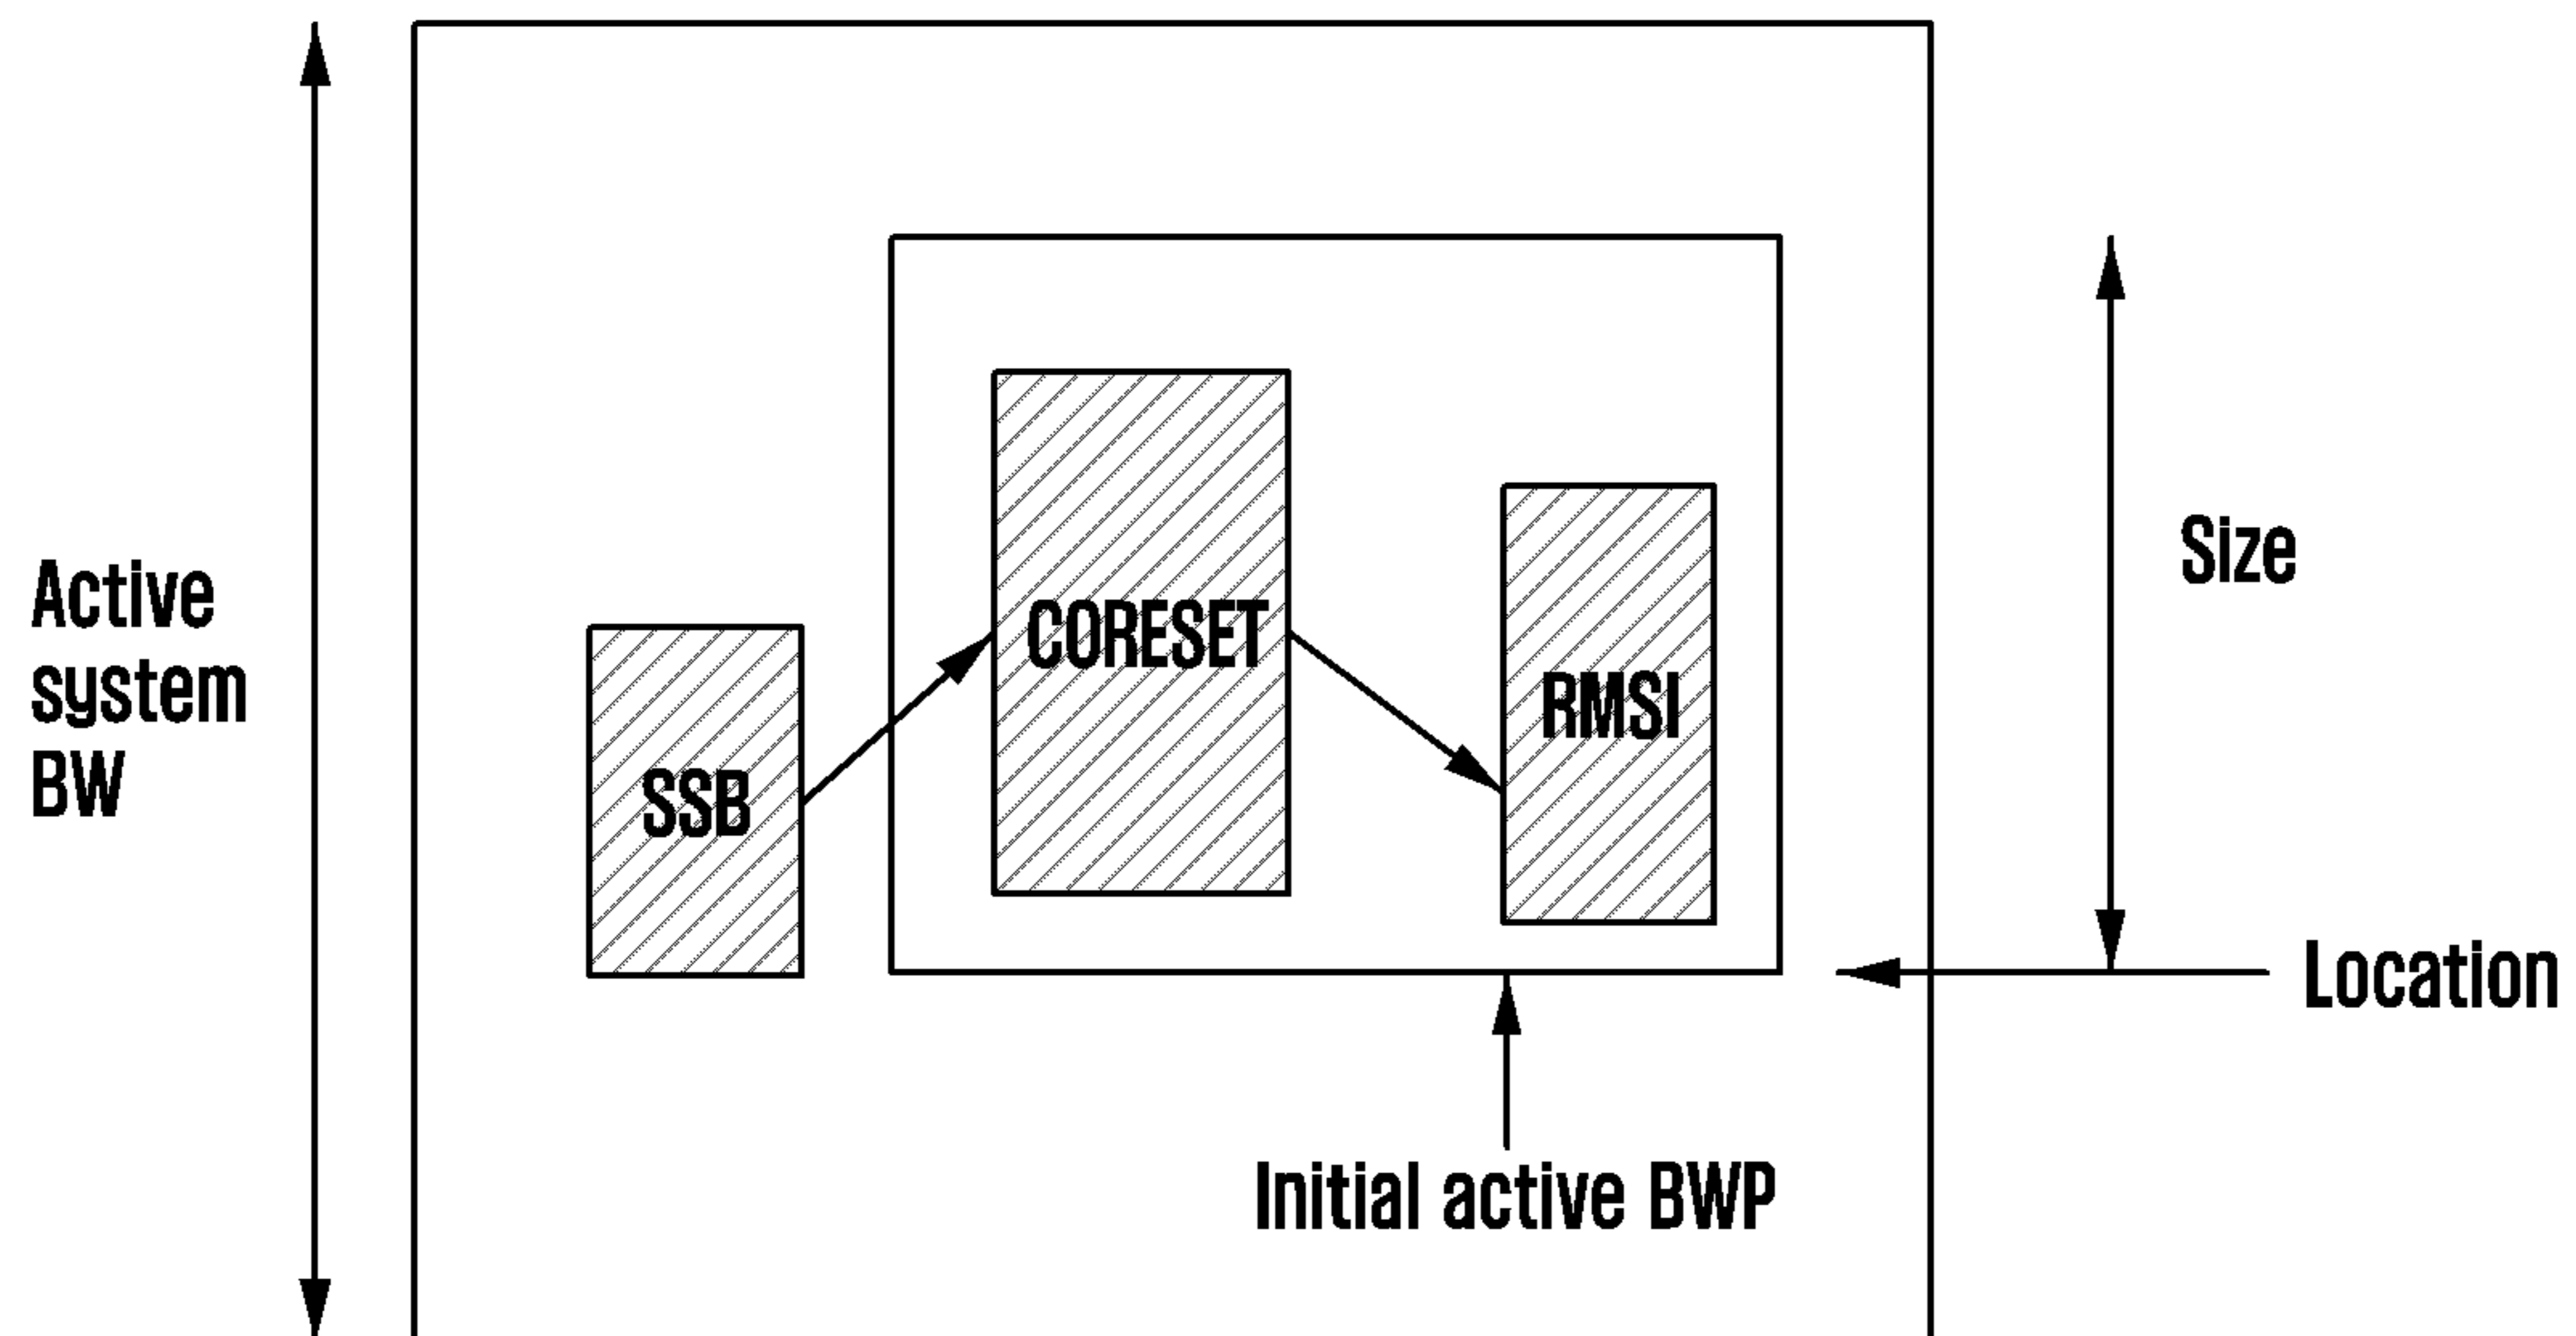 Active
system
BW
SSB
CORESET
RMSI
Size
Location
Initial active BWP